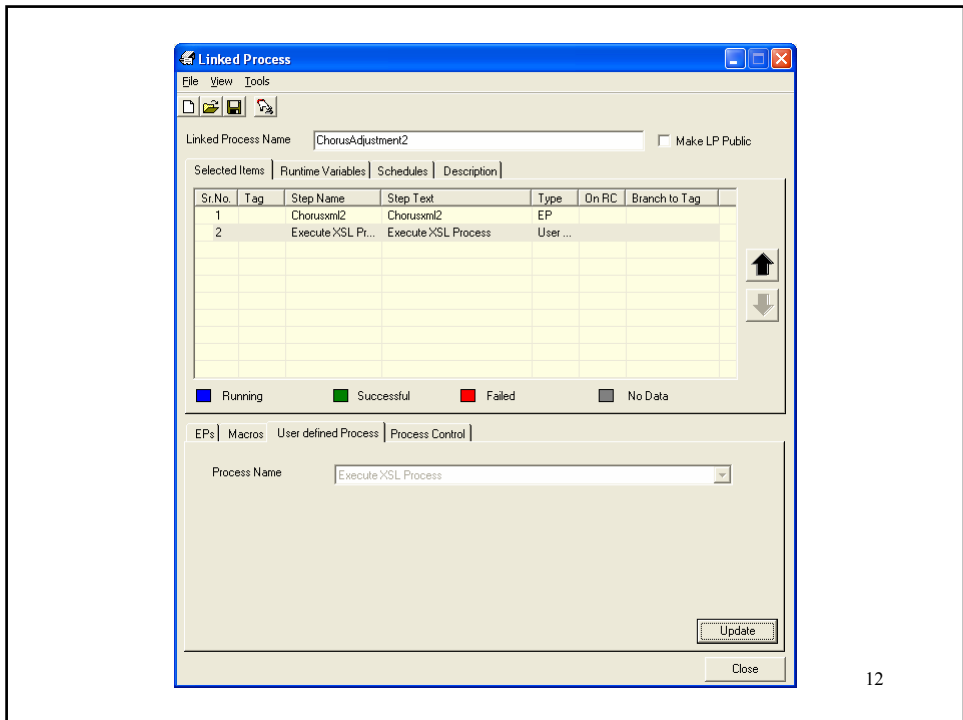 Linked Process
File View Tools
Linked Process Name ChorusAdjustment2 Make LP Public
Selected Items Runtime Variables Schedules Description
Sr.No. Tag Step Name Step Text Type On RC Branch to Tag
1 Chorusxml2 Chorusxml2 EP
2 Execute XSL Pr... Execute XSL Process User ...
Running Successful Failed No Data
EPs Macros User defined Process Process Control
Process Name Execute XSL Process
Update
Close
12